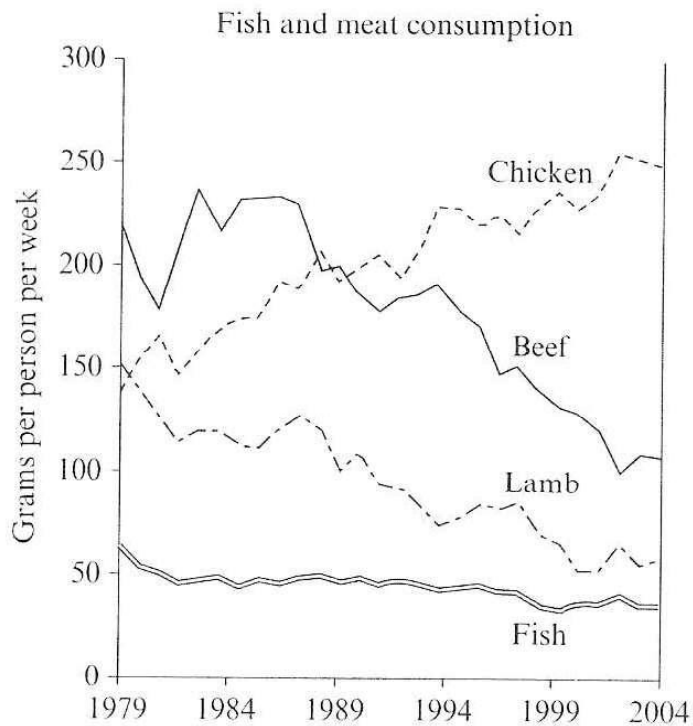 Fish and meat consumption
Grams per person per week
300
250
200
150
100
50
0
Chicken
Beef
Lamb
Fish
1979 1984 1989 1994 1999 2004